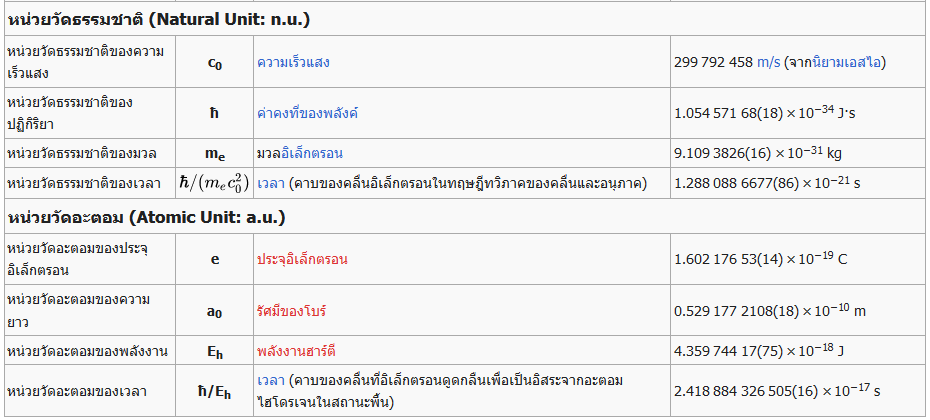 หน่วยวัดธรรมชาติ (Natural Unit: n.u.)
หน่วยวัดธรรมชาติของความ
เร็วแสง
c₀
ความเร็วแสง
299 792 458 m/s (จากนิยามเอสไอ)
หน่วยวัดธรรมชาติของ
ปฏิกิริยา
ħ
ค่าคงที่ของพลังค์
1.054 571 68(18) × 10⁻³⁴ J·s
หน่วยวัดธรรมชาติของมวล
mₑ
มวลอิเล็กตรอน
9.109 3826(16) × 10⁻³¹ kg
หน่วยวัดธรรมชาติของเวลา
ħ/(mₑc₀²)
เวลา (คาบของคลื่นอิเล็กตรอนในทฤษฎีทวิภาคของคลื่นและอนุภาค)
1.288 088 6677(86) × 10⁻²¹ s
หน่วยวัดอะตอม (Atomic Unit: a.u.)
หน่วยวัดอะตอมของประจุ
อิเล็กตรอน
e
ประจุอิเล็กตรอน
1.602 176 53(14) × 10⁻¹⁹ C
หน่วยวัดอะตอมของความ
ยาว
a₀
รัศมีของโบร์
0.529 177 2108(18) × 10⁻¹⁰ m
หน่วยวัดอะตอมของพลังงาน
Eₕ
พลังงานฮาร์ตี
4.359 744 17(75) × 10⁻¹⁸ J
หน่วยวัดอะตอมของเวลา
ħ/Eₕ
เวลา (คาบของคลื่นที่อิเล็กตรอนดูดกลืนเพื่อเป็นอิสระจากอะตอม
ไฮโดรเจนในสถานะพื้น)
2.418 884 326 505(16) × 10⁻¹⁷ s